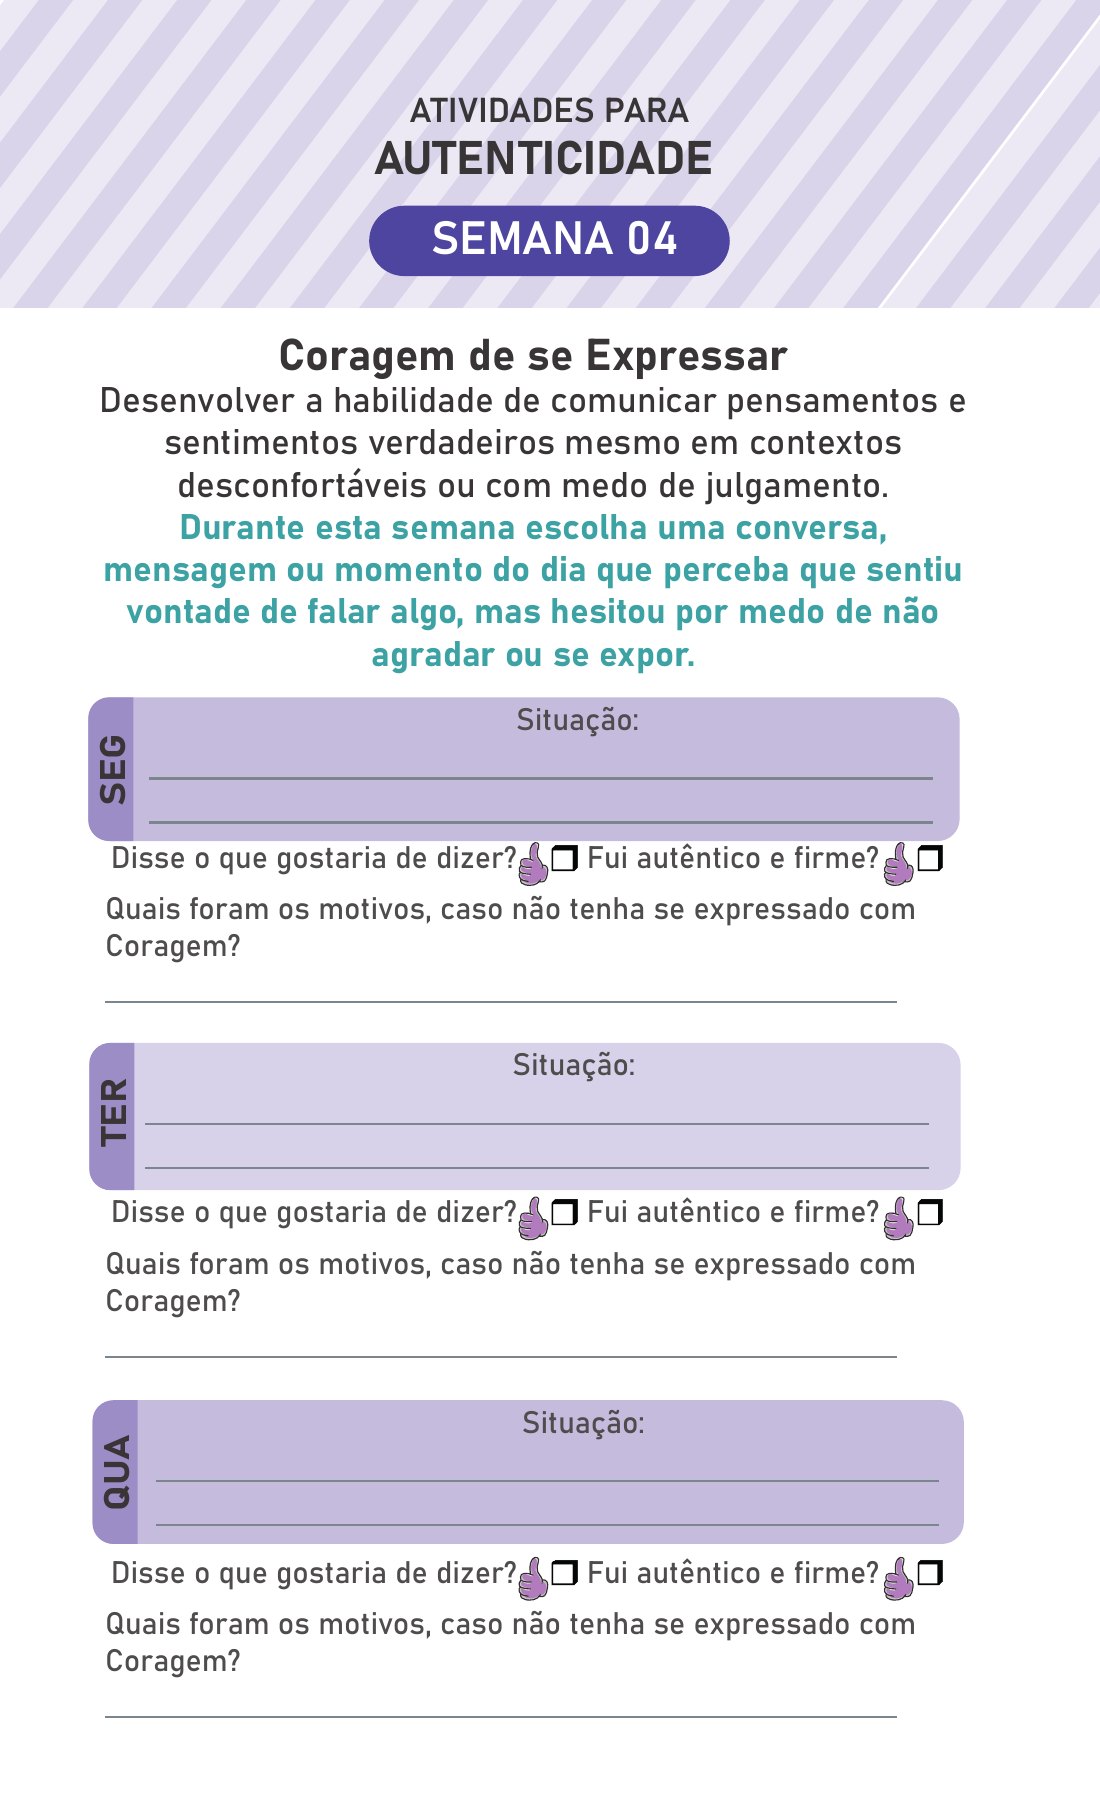 ATIVIDADES PARA
AUTENTICIDADE
SEMANA 04
Coragem de se Expressar
Desenvolver a habilidade de comunicar pensamentos e
sentimentos verdadeiros mesmo em contextos
desconfortáveis ou com medo de julgamento.
Durante esta semana escolha uma conversa,
mensagem ou momento do dia que perceba que sentiu
vontade de falar algo, mas hesitou por medo de não
agradar ou se expor.
SEG
Situação:
Disse o que gostaria de dizer? Fui autêntico e firme?
Quais foram os motivos, caso não tenha se expressado com
Coragem?
TER
Situação:
Disse o que gostaria de dizer? Fui autêntico e firme?
Quais foram os motivos, caso não tenha se expressado com
Coragem?
QUA
Situação:
Disse o que gostaria de dizer? Fui autêntico e firme?
Quais foram os motivos, caso não tenha se expressado com
Coragem?